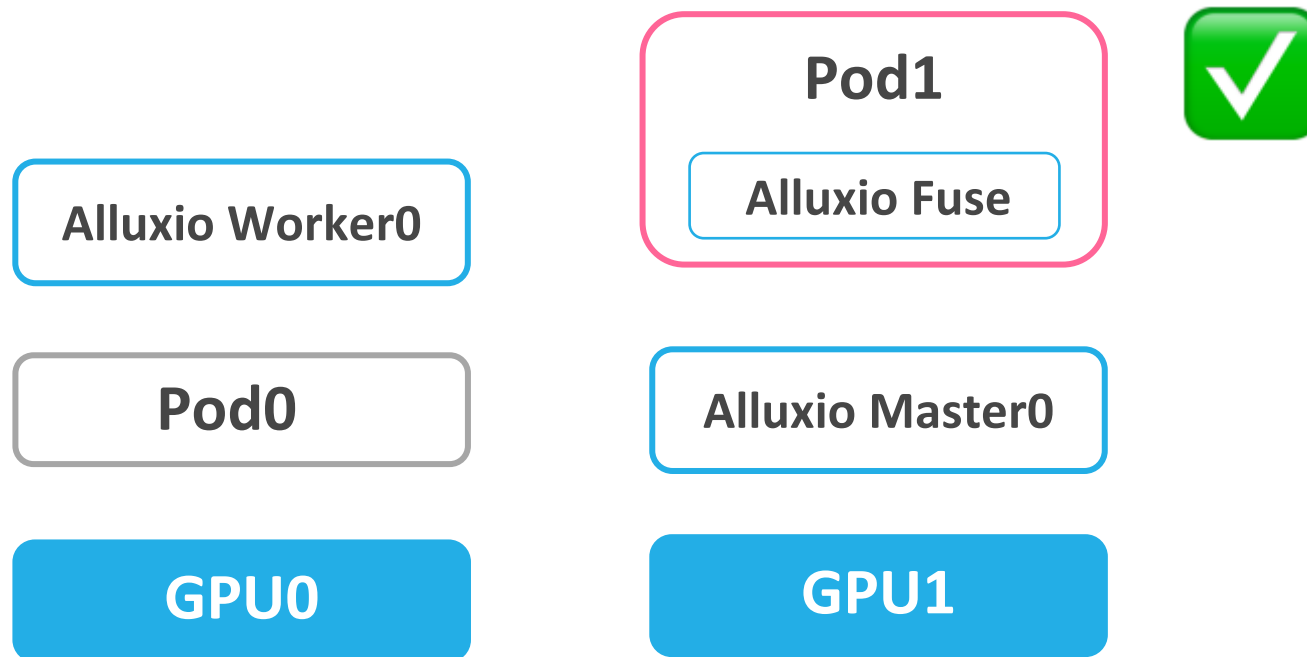 Alluxio Worker0
Pod0
GPU0
Pod1
Alluxio Fuse
Alluxio Master0
GPU1